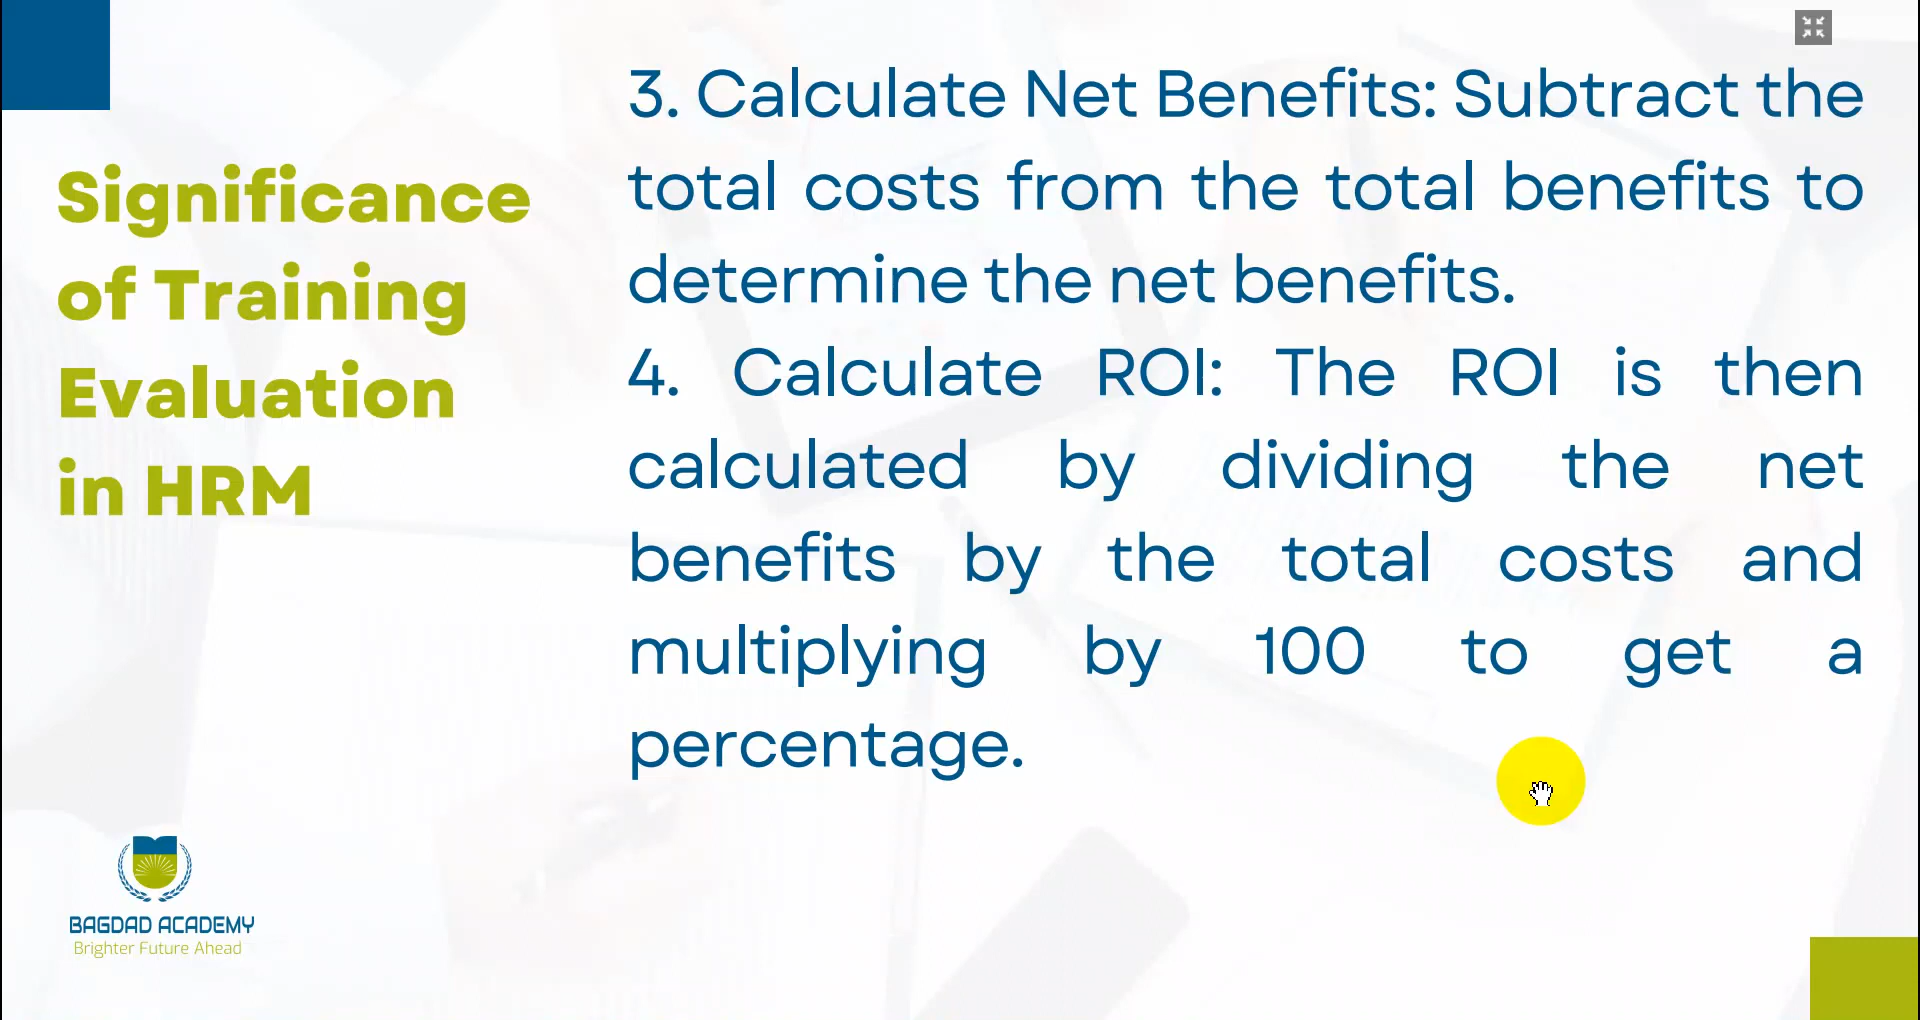 Significance
of Training
Evaluation
in HRM
3. Calculate Net Benefits: Subtract the
total costs from the total benefits to
determine the net benefits.
4. Calculate ROI: The ROI is then
calculated by dividing the net
benefits by the total costs and
multiplying by 100 to get a
percentage.
BAGDAD ACADEMY
Brighter Future Ahead